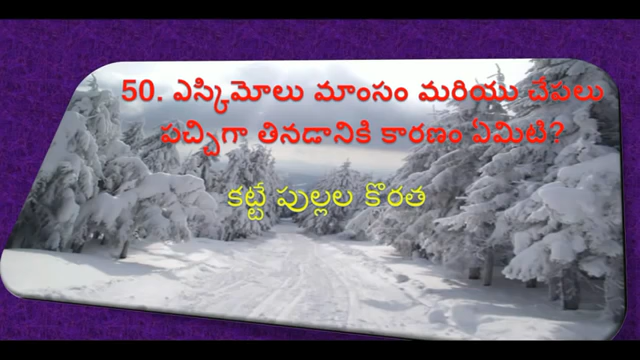 50. ఎస్కిమోలు మాంసం మరియు చేపలు
పచ్చిగా తినడానికి కారణం ఏమిటి?
కట్టే పుల్లల కొరత